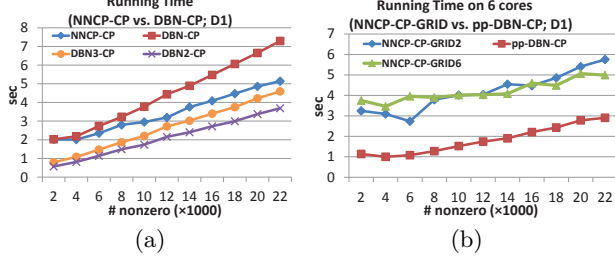 Running Time
(NNCP-CP vs. DBN-CP; D1)
NNCP-CP DBN-CP
DBN3-CP DBN2-CP
8
7
6
5
4
3
2
1
0
sec
2 4 6 8 10 12 14 16 18 20 22
# nonzero (×1000)
(a)
Running Time on 6 cores
(NNCP-CP-GRID vs. pp-DBN-CP; D1)
NNCP-CP-GRID2 pp-DBN-CP
NNCP-CP-GRID6
7
6
5
4
3
2
1
0
sec
2 4 6 8 10 12 14 16 18 20 22
# nonzero (×1000)
(b)